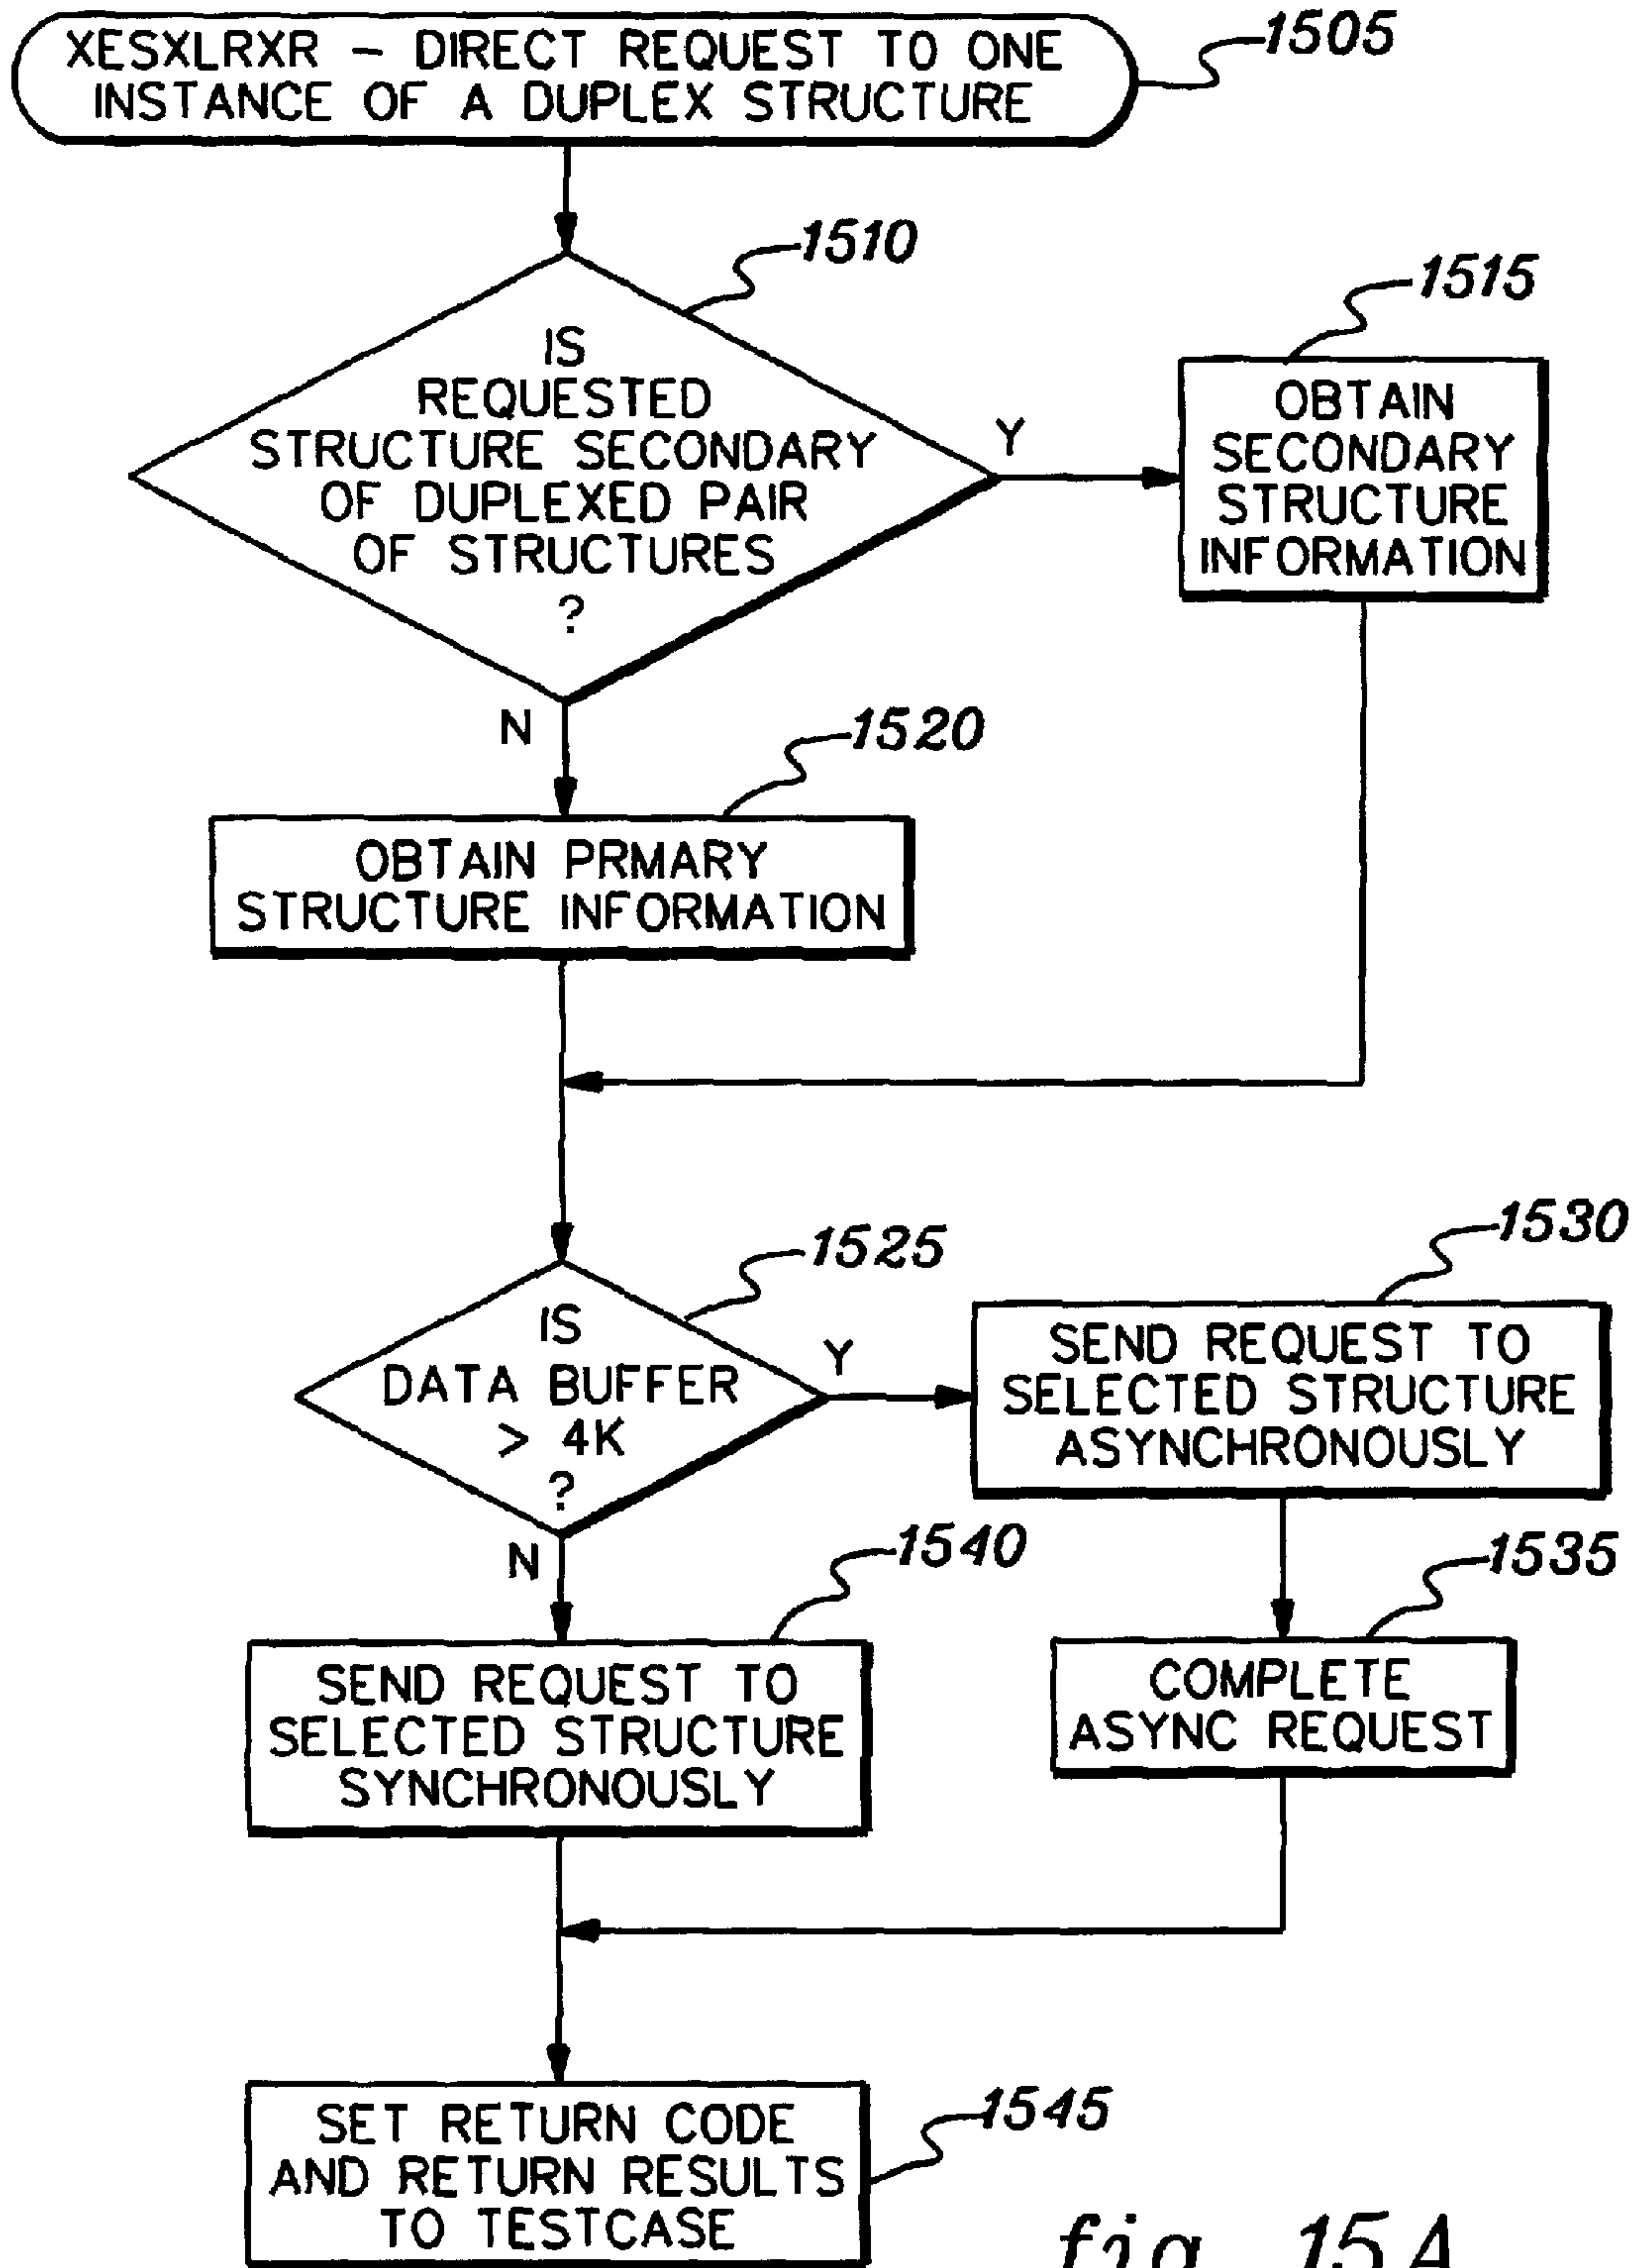 XESXLRXR – DIRECT REQUEST TO ONE
INSTANCE OF A DUPLEX STRUCTURE
1505
1510
IS
REQUESTED
STRUCTURE SECONDARY
OF DUPLEXED PAIR
OF STRUCTURES
?
Y
N
1515
OBTAIN
SECONDARY
STRUCTURE
INFORMATION
1520
OBTAIN PRMARY
STRUCTURE INFORMATION
1525
IS
DATA BUFFER
> 4K
?
Y
N
1530
SEND REQUEST TO
SELECTED STRUCTURE
ASYNCHRONOUSLY
1535
COMPLETE
ASYNC REQUEST
1540
SEND REQUEST TO
SELECTED STRUCTURE
SYNCHRONOUSLY
1545
SET RETURN CODE
AND RETURN RESULTS
TO TESTCASE
fig. 15A